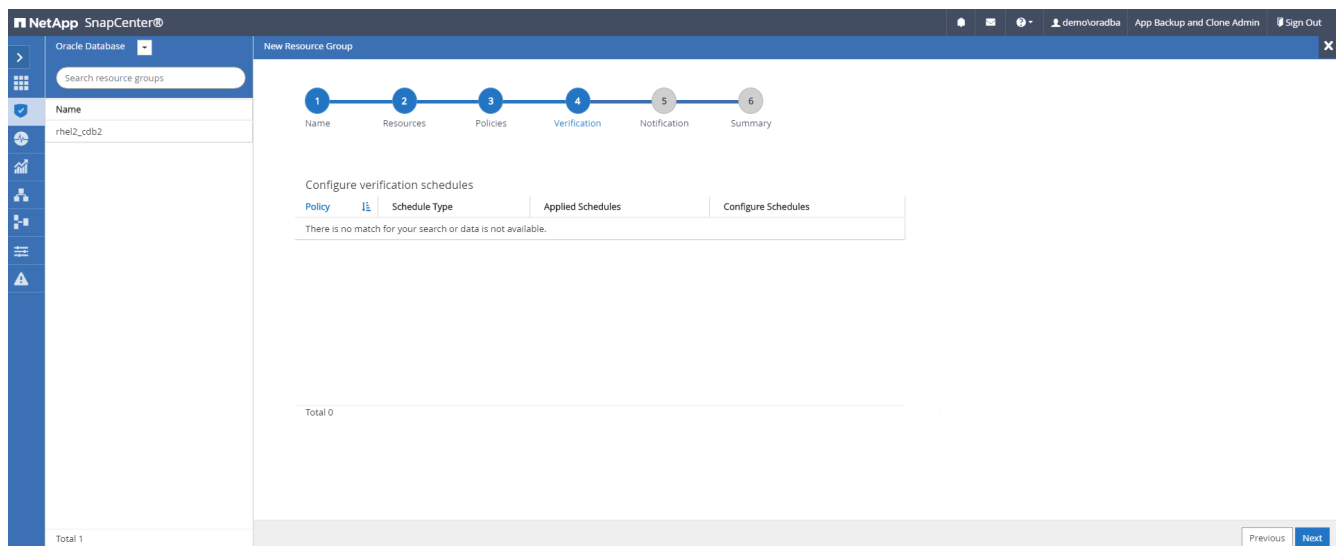 NetApp SnapCenter®
demo\oradba App Backup and Clone Admin Sign Out
Oracle Database
New Resource Group
Search resource groups
Name
rhel2_cdb2
Total 1
1 2 3 4 5 6
Name Resources Policies Verification Notification Summary
Configure verification schedules
Policy Schedule Type Applied Schedules Configure Schedules
There is no match for your search or data is not available.
Total 0
Previous Next